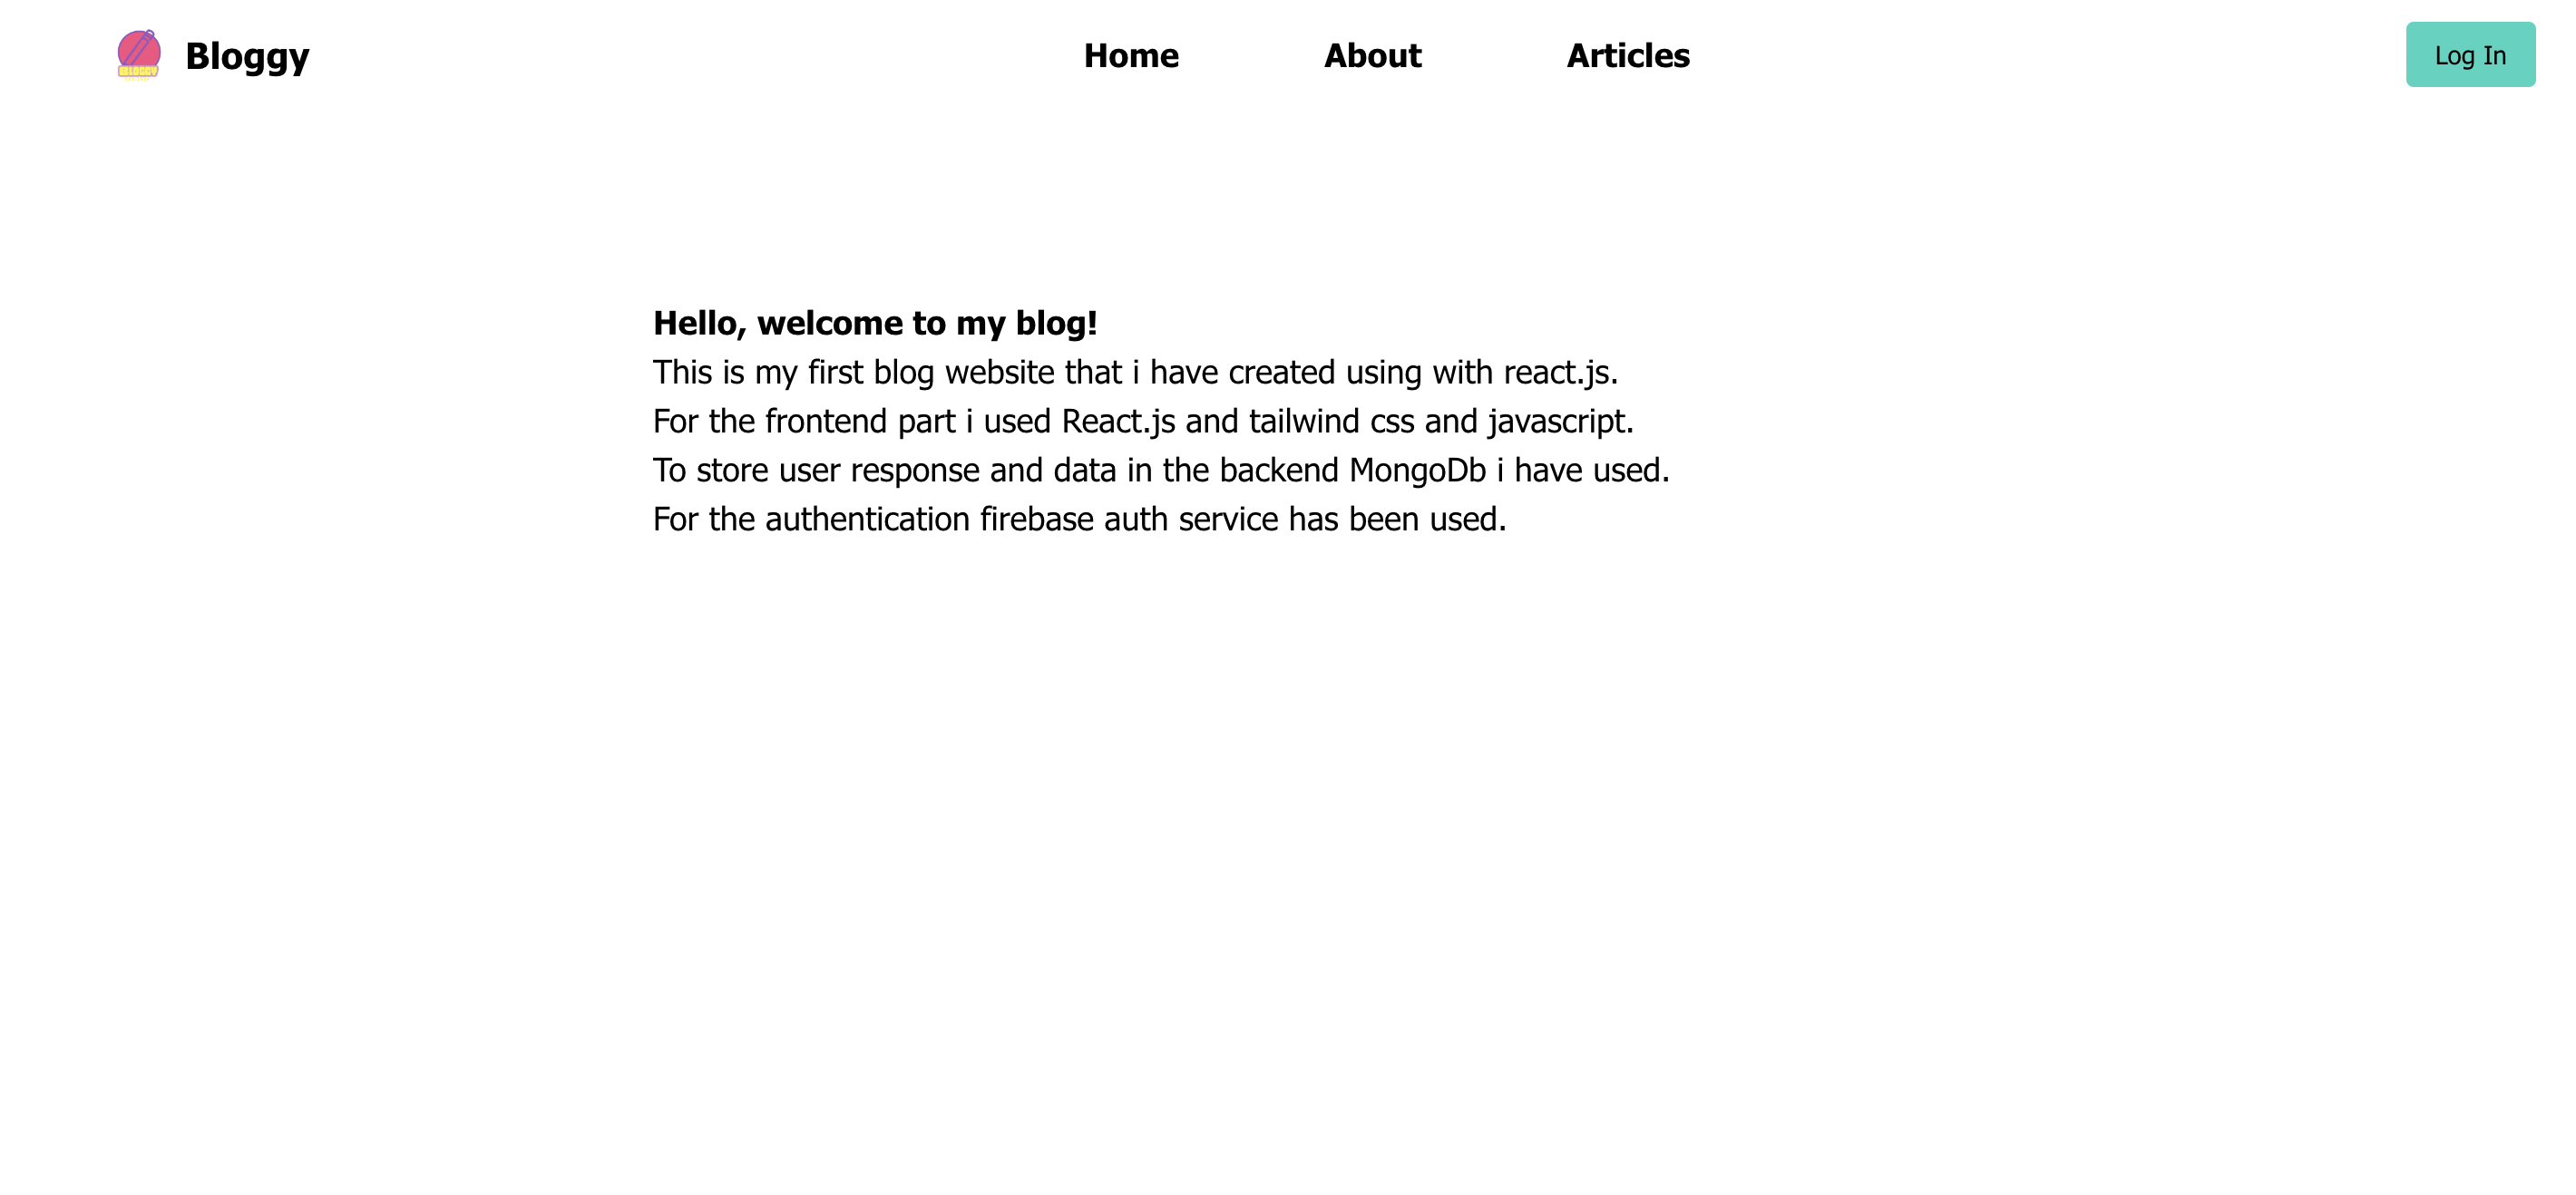 BLOGGY
Bloggy
Home
About
Articles
Log In
Hello, welcome to my blog!
This is my first blog website that i have created using with react.js.
For the frontend part i used React.js and tailwind css and javascript.
To store user response and data in the backend MongoDb i have used.
For the authentication firebase auth service has been used.